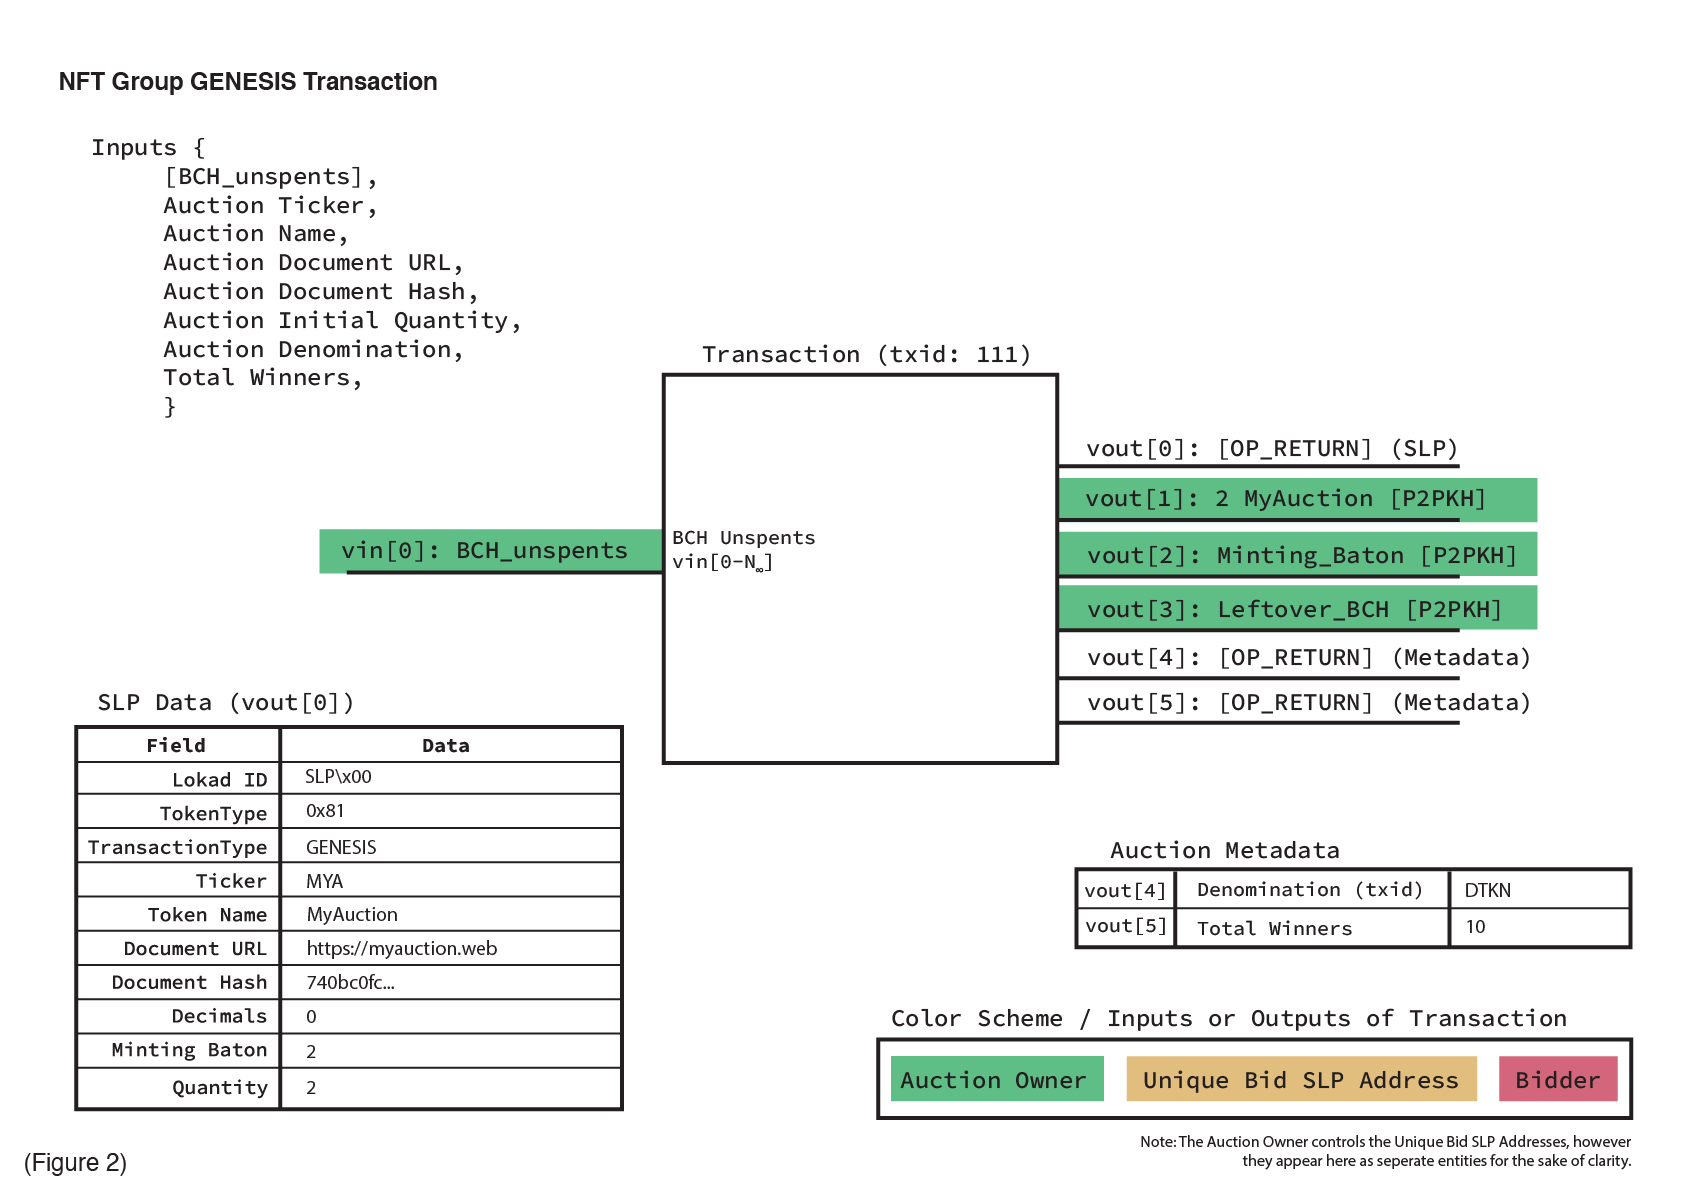 NFT Group GENESIS Transaction
Inputs {
[BCH_unspents],
Auction Ticker,
Auction Name,
Auction Document URL,
Auction Document Hash,
Auction Initial Quantity,
Auction Denomination,
Total Winners,
}
Transaction (txid: 111)
vin[0]: BCH_unspents
BCH Unspents
vin[0-N∞]
vout[0]: [OP_RETURN] (SLP)
vout[1]: 2 MyAuction [P2PKH]
vout[2]: Minting_Baton [P2PKH]
vout[3]: Leftover_BCH [P2PKH]
vout[4]: [OP_RETURN] (Metadata)
vout[5]: [OP_RETURN] (Metadata)
SLP Data (vout[0])
Field Data
Lokad ID SLP\x00
TokenType 0x81
TransactionType GENESIS
Ticker MYA
Token Name MyAuction
Document URL https://myauction.web
Document Hash 740bc0fc...
Decimals 0
Minting Baton 2
Quantity 2
Auction Metadata
vout[4] Denomination (txid) DTKN
vout[5] Total Winners 10
Color Scheme / Inputs or Outputs of Transaction
Auction Owner Unique Bid SLP Address Bidder
Note: The Auction Owner controls the Unique Bid SLP Addresses, however
they appear here as seperate entities for the sake of clarity.
(Figure 2)